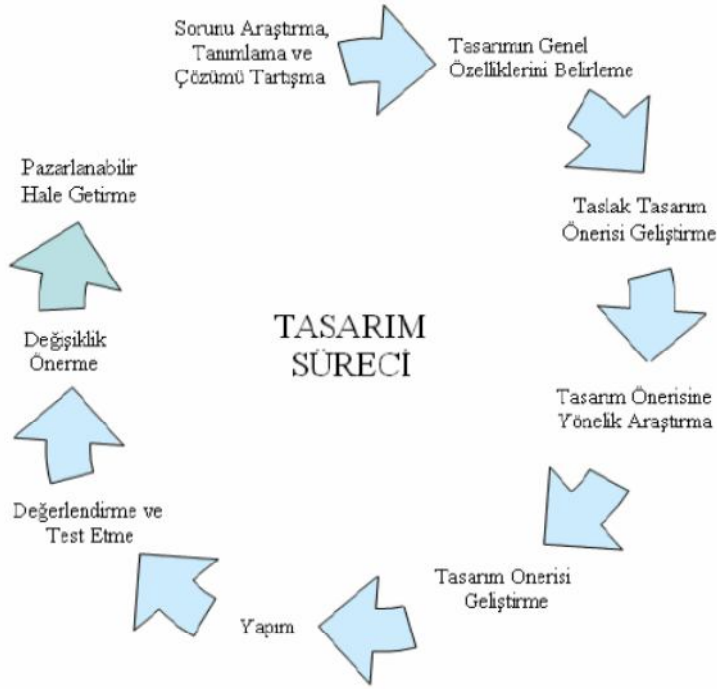 Sorunu Araştırma,
Tanımlama ve
Çözümü Tartışma
Tasarımın Genel
Özelliklerini Belirleme
Taslak Tasarım
Önerisi Geliştirme
Tasarım Önerisine
Yönelik Araştırma
Tasarım Onerisi
Geliştirme
Yapım
Değerlendirme ve
Test Etme
Değişiklik
Önerme
Pazarlanabilir
Hale Getirme
TASARIM
SÜRECİ